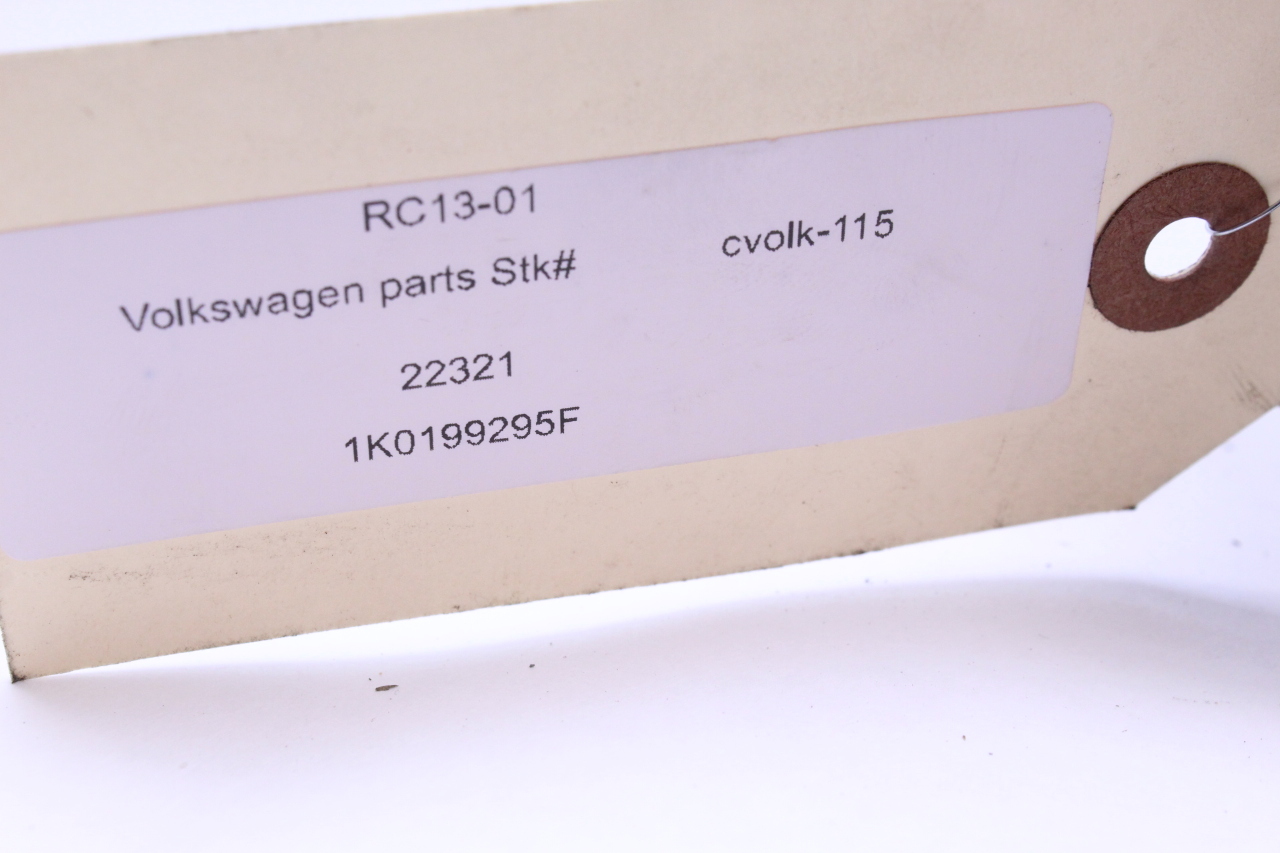 RC13-01
cvolk-115
Volkswagen parts Stk#
22321
1K0199295F